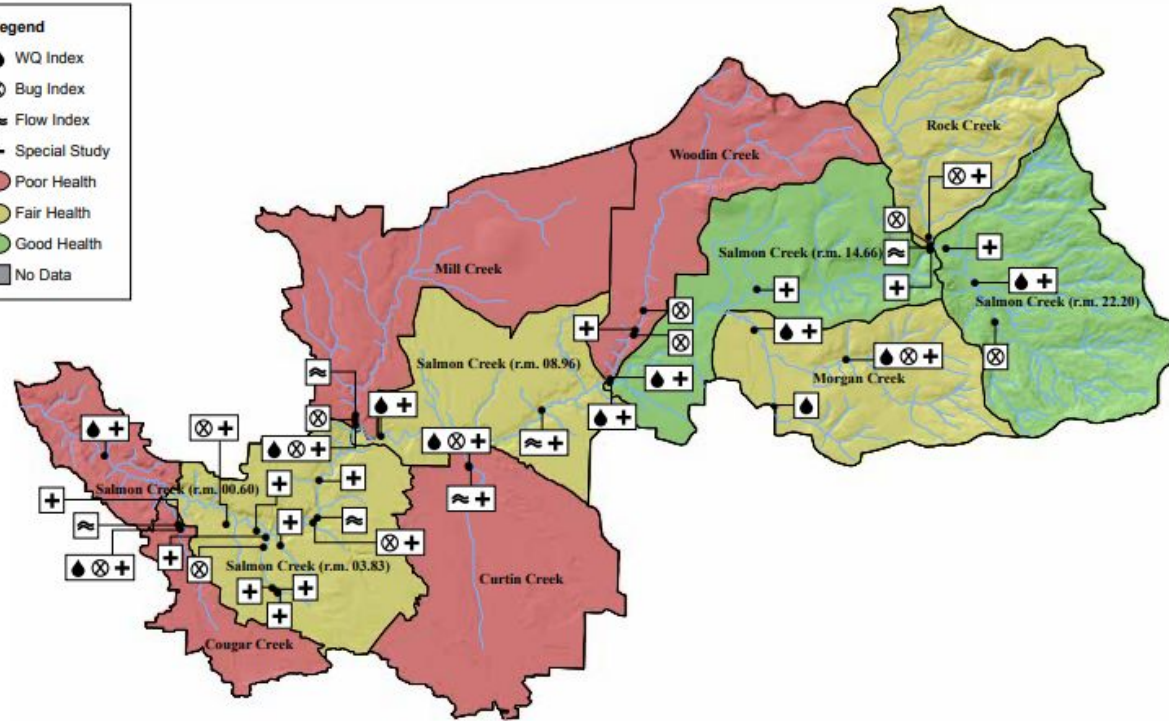 egend
WQ Index
Bug Index
Flow Index
Special Study
Poor Health
Fair Health
Good Health
No Data
Rock Creek
Woodin Creek
Salmon Creek (r.m. 14.66)
Mill Creek
Salmon Creek (r.m. 22.20)
Salmon Creek (r.m. 08.96)
Morgan Creek
Salmon Creek (r.m. 00.60)
Salmon Creek (r.m. 03.83)
Curtin Creek
Cougar Creek